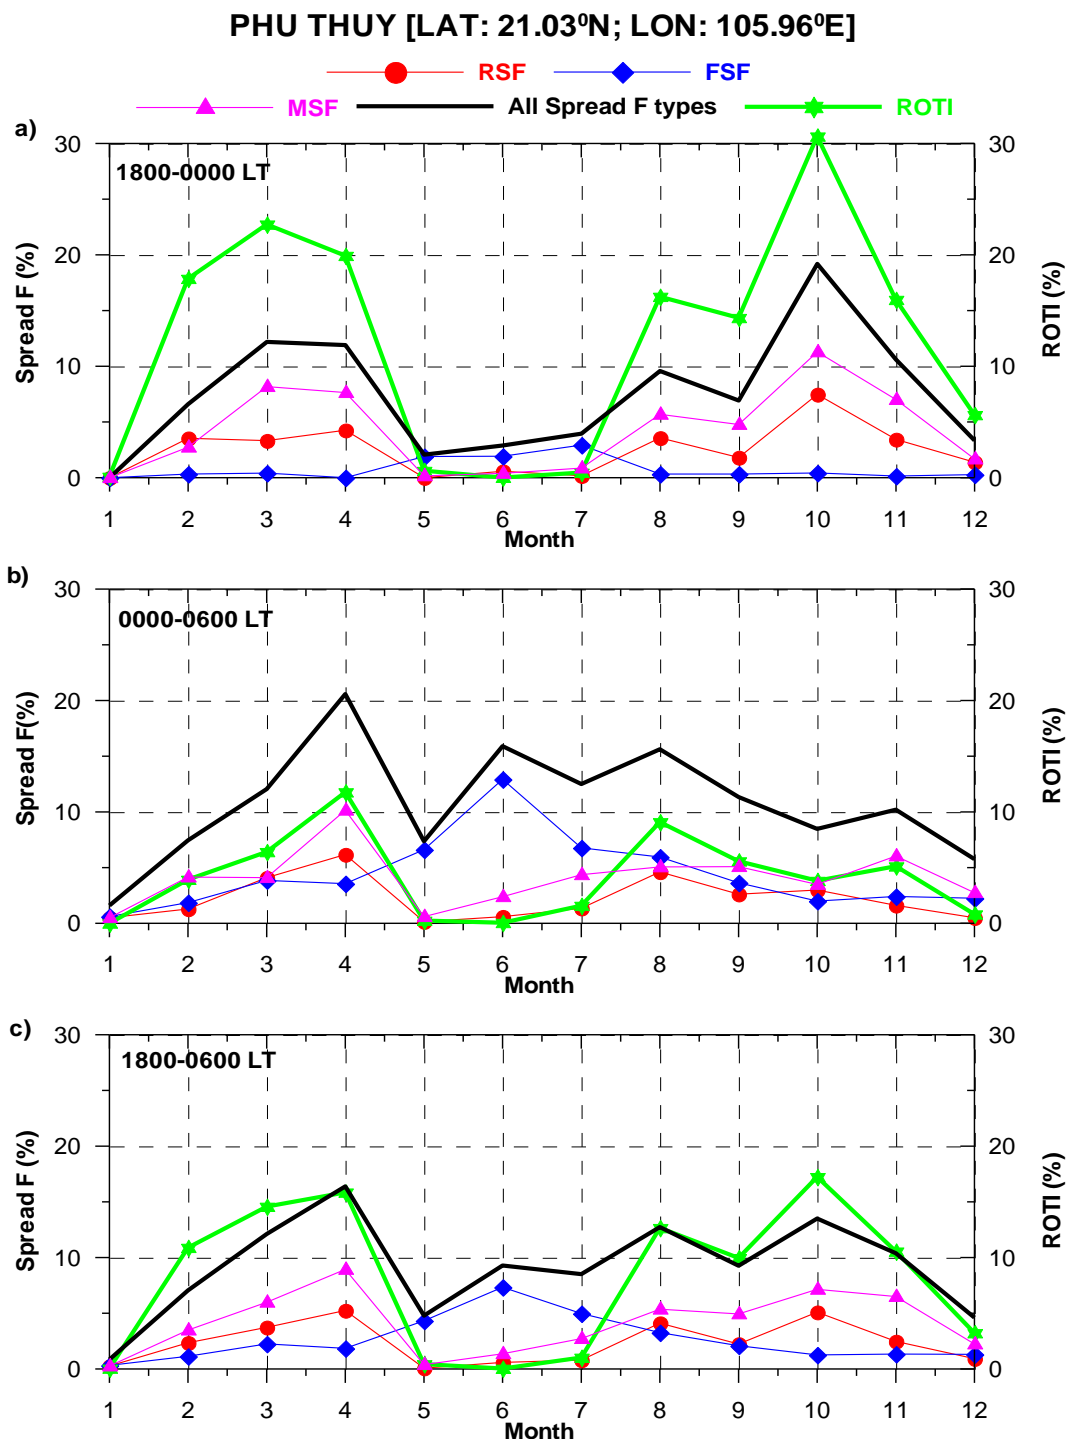 PHU THUY [LAT: 21.03⁰N; LON: 105.96⁰E]
RSF FSF
MSF All Spread F types ROTI
a)
1800-0000 LT
Spread F (%)
30
20
10
0
ROTI (%)
30
20
10
0
1 2 3 4 5 6 7 8 9 10 11 12
Month
b)
0000-0600 LT
Spread F(%)
30
20
10
0
ROTI (%)
30
20
10
0
1 2 3 4 5 6 7 8 9 10 11 12
Month
c)
1800-0600 LT
Spread F (%)
30
20
10
0
ROTI (%)
30
20
10
0
1 2 3 4 5 6 7 8 9 10 11 12
Month